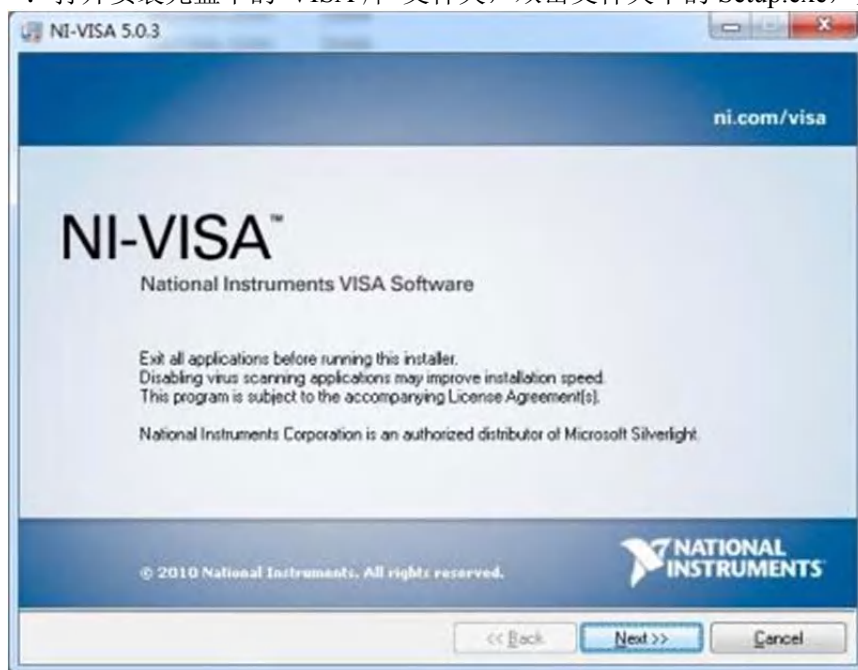 NI-VISA 5.0.3
ni.com/visa
NI-VISA™
National Instruments VISA Software
Exit all applications before running this installer.
Disabling virus scanning applications may improve installation speed.
This program is subject to the accompanying License Agreement(s).
National Instruments Corporation is an authorized distributor of Microsoft Silverlight.
© 2010 National Instruments. All rights reserved.
NATIONAL
INSTRUMENTS
<< Back
Next >>
Cancel